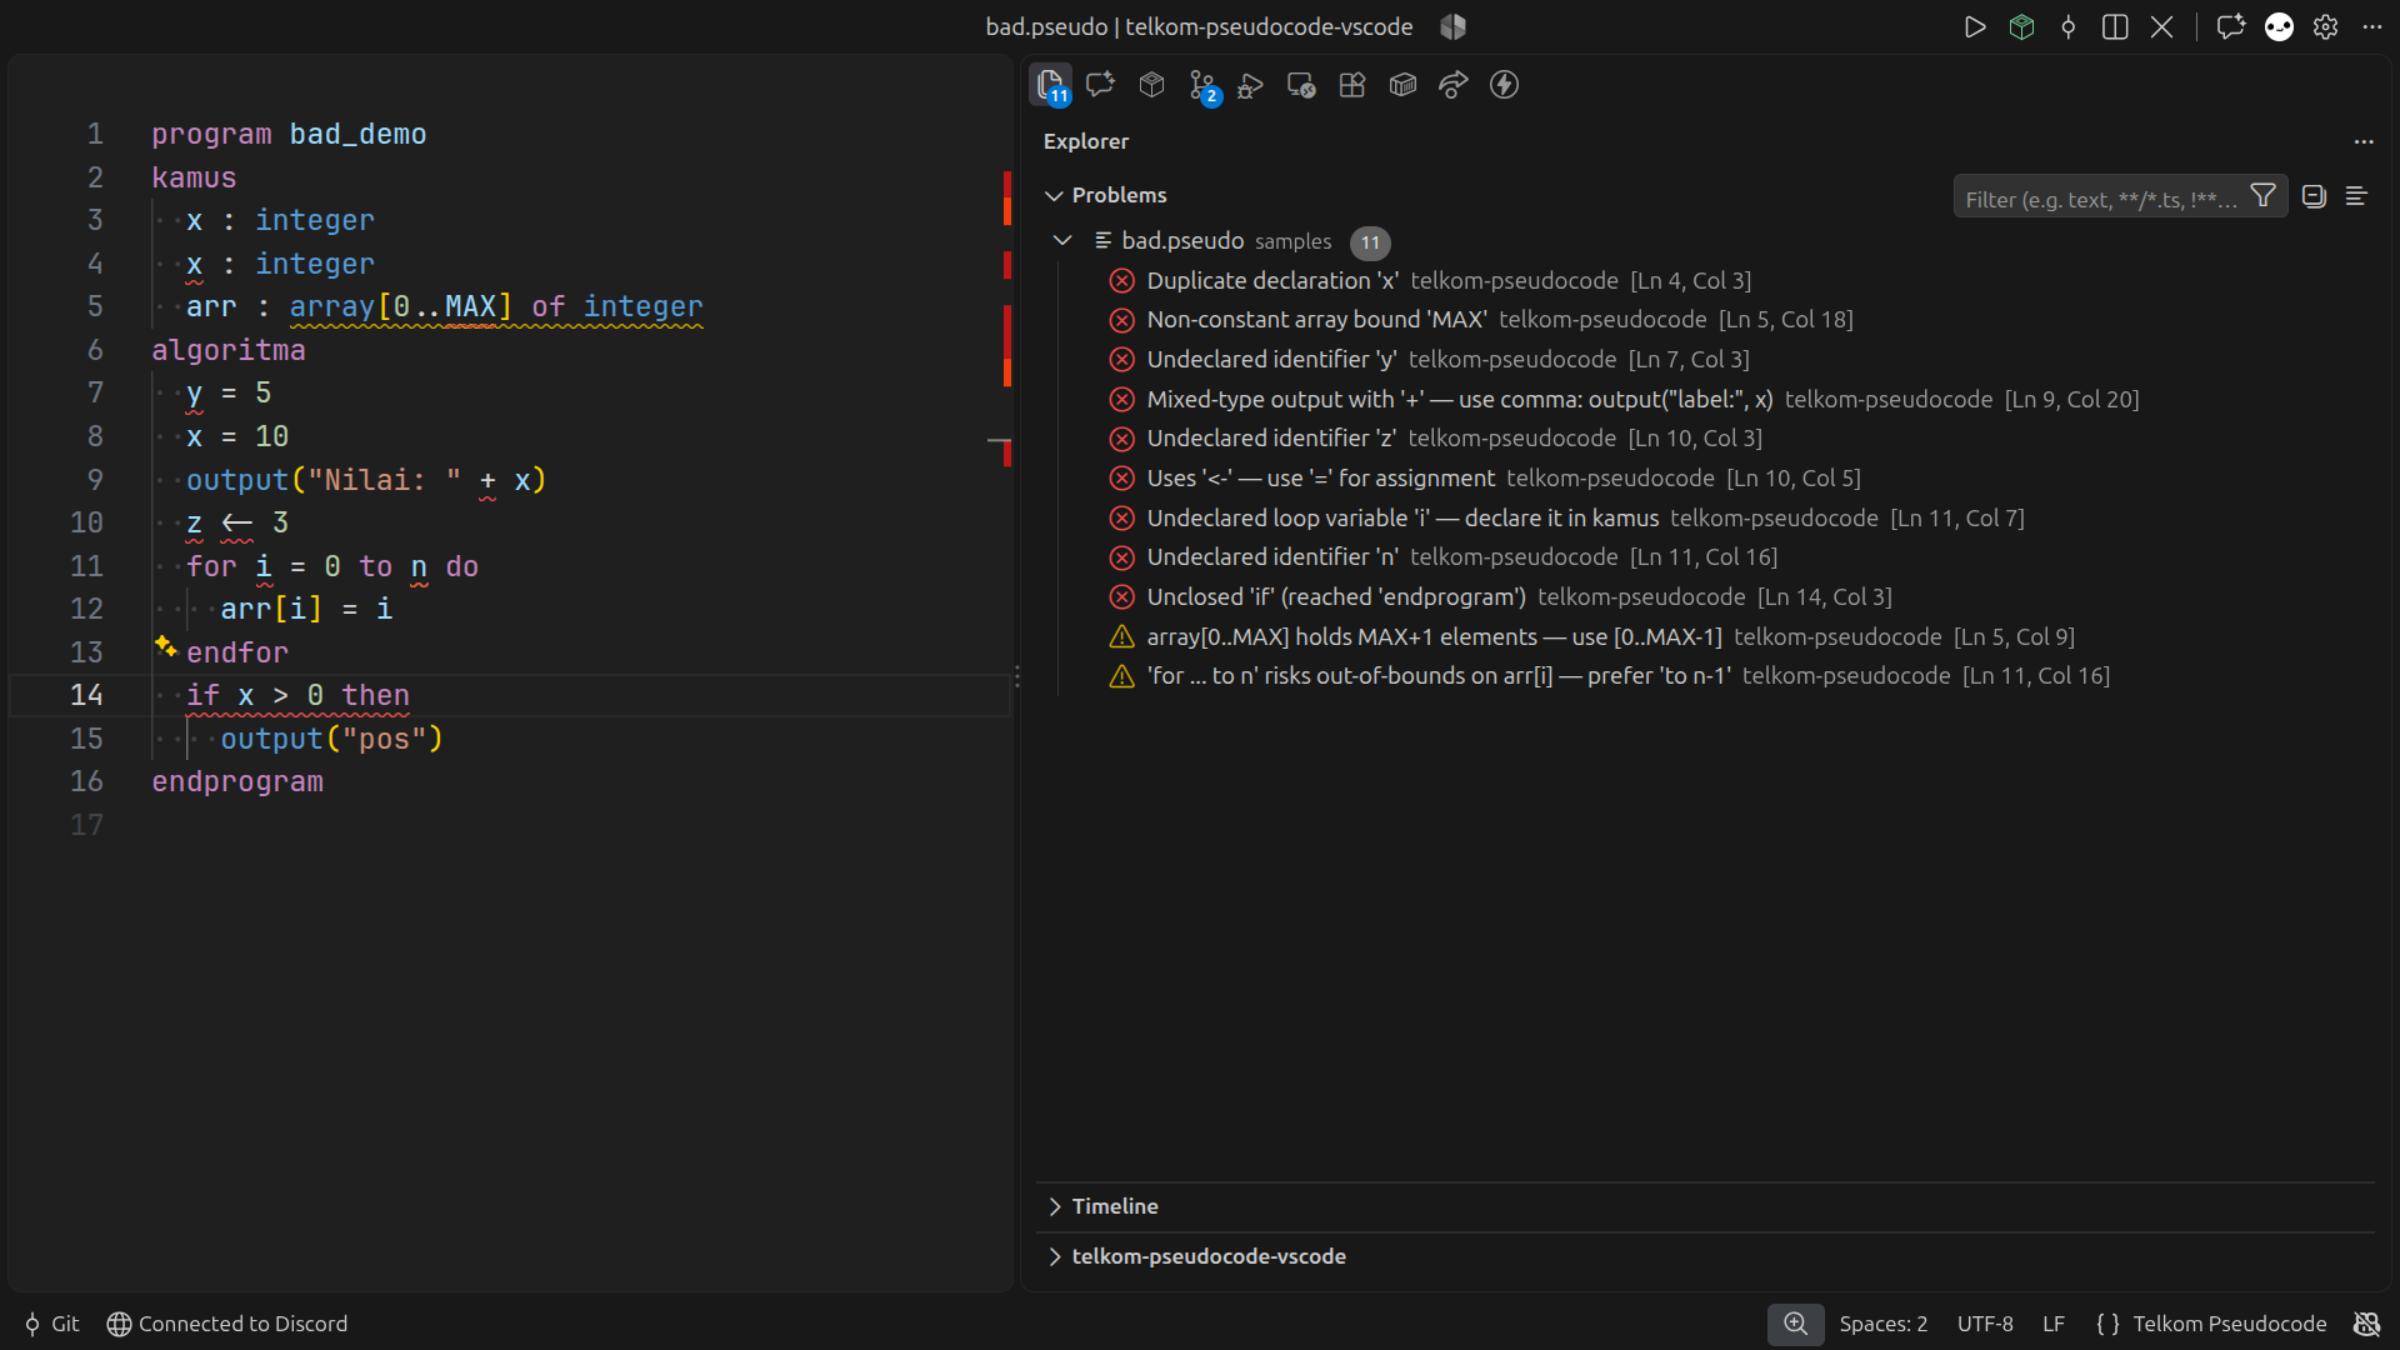 bad.pseudo | telkom-pseudocode-vscode
1 program bad_demo
2 kamus
3 x : integer
4 x : integer
5 arr : array[0..MAX] of integer
6 algoritma
7 y = 5
8 x = 10
9 output("Nilai: " + x)
10 z <- 3
11 for i = 0 to n do
12 arr[i] = i
13 endfor
14 if x > 0 then
15 output("pos")
16 endprogram
17
11
2
Explorer
Problems
Filter (e.g. text, **/*.ts, !**...
bad.pseudo samples 11
Duplicate declaration 'x' telkom-pseudocode [Ln 4, Col 3]
Non-constant array bound 'MAX' telkom-pseudocode [Ln 5, Col 18]
Undeclared identifier 'y' telkom-pseudocode [Ln 7, Col 3]
Mixed-type output with '+' — use comma: output("label:", x) telkom-pseudocode [Ln 9, Col 20]
Undeclared identifier 'z' telkom-pseudocode [Ln 10, Col 3]
Uses '<-' — use '=' for assignment telkom-pseudocode [Ln 10, Col 5]
Undeclared loop variable 'i' — declare it in kamus telkom-pseudocode [Ln 11, Col 7]
Undeclared identifier 'n' telkom-pseudocode [Ln 11, Col 16]
Unclosed 'if' (reached 'endprogram') telkom-pseudocode [Ln 14, Col 3]
array[0..MAX] holds MAX+1 elements — use [0..MAX-1] telkom-pseudocode [Ln 5, Col 9]
'for ... to n' risks out-of-bounds on arr[i] — prefer 'to n-1' telkom-pseudocode [Ln 11, Col 16]
Timeline
telkom-pseudocode-vscode
Git Connected to Discord
Spaces: 2 UTF-8 LF { } Telkom Pseudocode